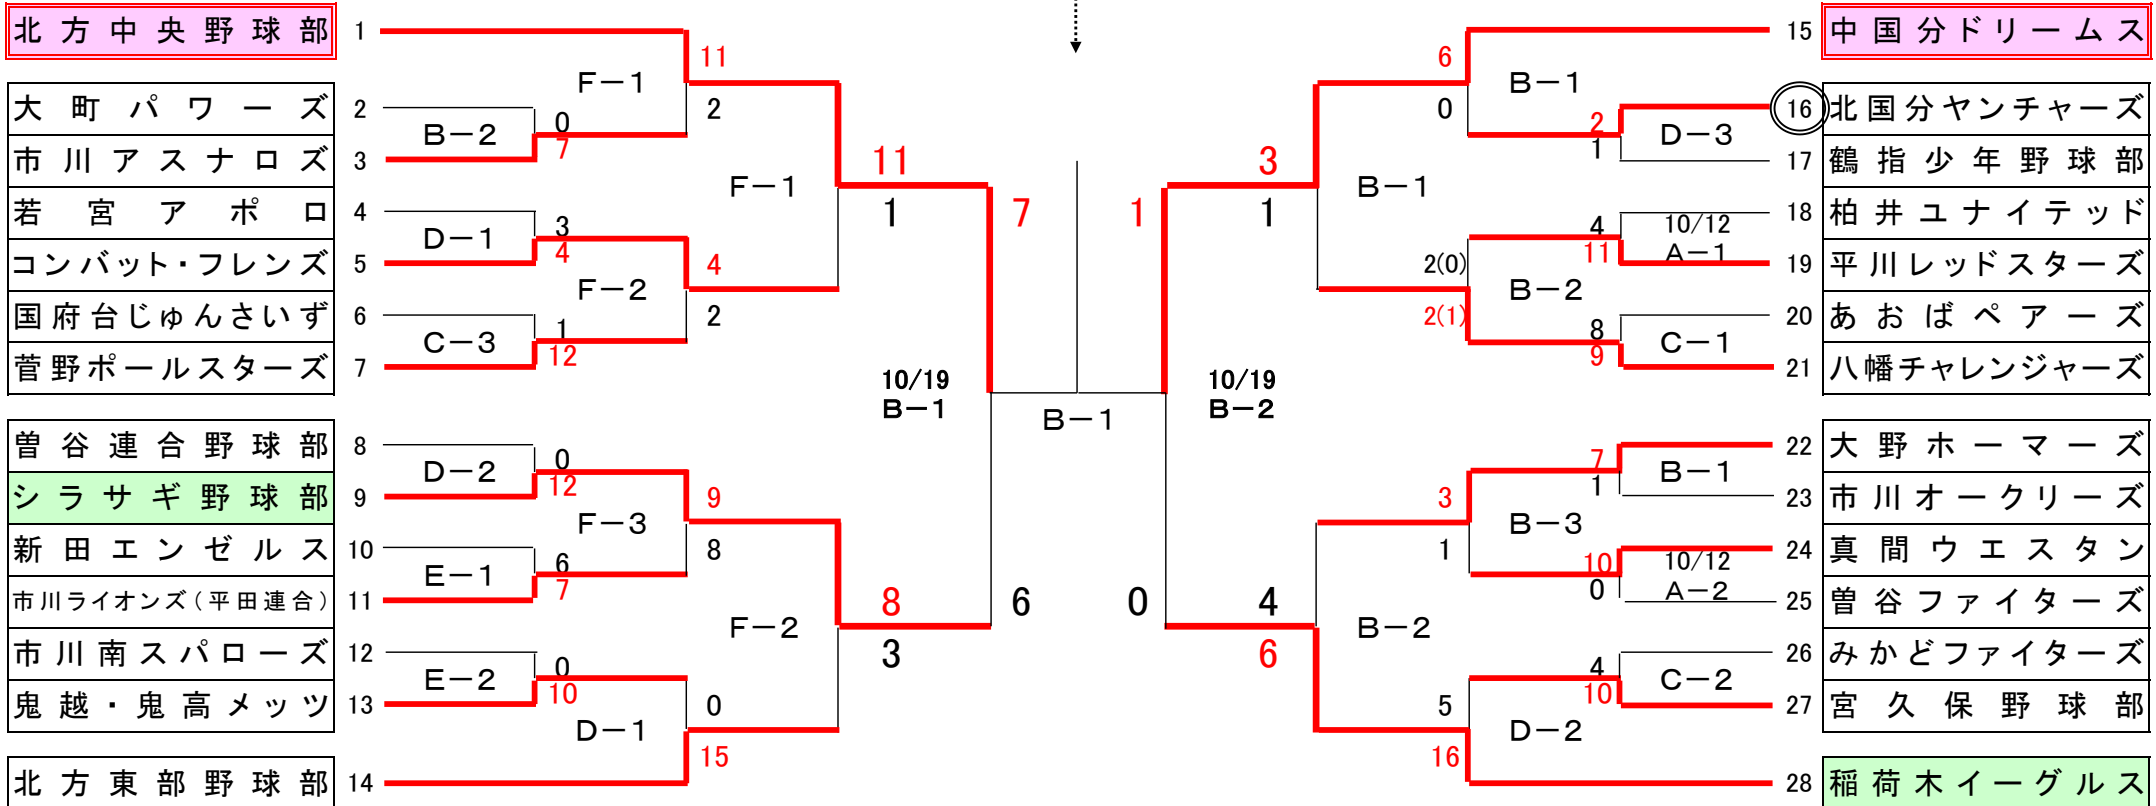 北方中央野球部 1
大町パワーズ 2
市川アスナロズ 3
若宮アポロ 4
コンバット・フレンズ 5
国府台じゅんさいず 6
菅野ポールスターズ 7
曽谷連合野球部 8
シラサギ野球部 9
新田エンゼルス 10
市川ライオンズ(平田連合) 11
市川南スパローズ 12
鬼越・鬼高メッツ 13
北方東部野球部 14
B-2
0
7
D-1
3
4
C-3
1
12
D-2
0
12
E-1
6
7
E-2
0
10
F-1
11
2
F-2
4
2
F-3
9
8
D-1
0
15
F-1
11
1
F-2
8
3
10/19
B-1
7
6
B-1
1
0
10/19
B-2
3
1
B-1
4
6
B-2
6
0
B-1
2(0)
2(1)
B-2
3
1
B-3
5
16
D-2
2
1
D-3
4
11
10/12
A-1
8
9
C-1
7
1
B-1
10
0
10/12
A-2
4
10
C-2
15 中国分ドリームス
16 北国分ヤンチャーズ
17 鶴指少年野球部
18 柏井ユナイテッド
19 平川レッドスターズ
20 あおばペアーズ
21 八幡チャレンジャーズ
22 大野ホーマーズ
23 市川オークリーズ
24 真間ウエスタン
25 曽谷ファイターズ
26 みかどファイターズ
27 宮久保野球部
28 稲荷木イーグルス